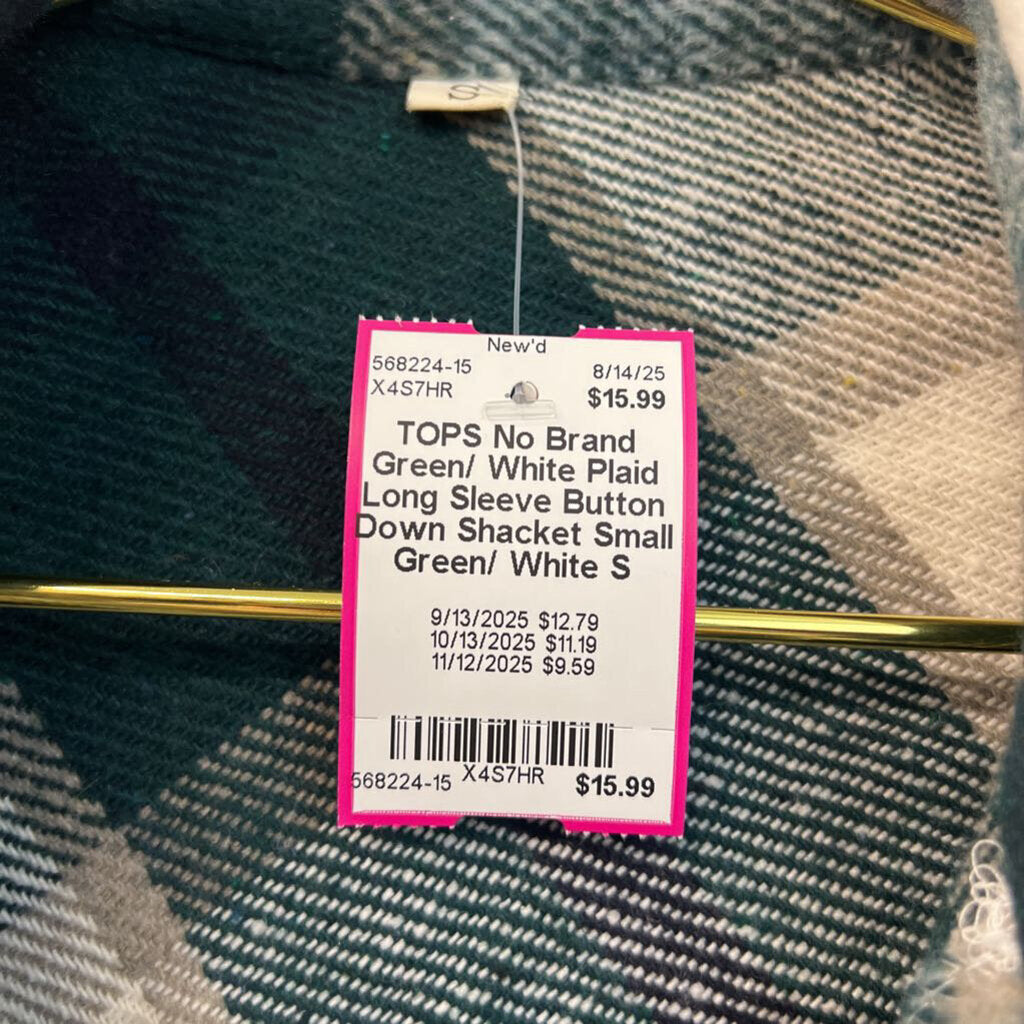 S
New'd
568224-15 8/14/25
X4S7HR $15.99
TOPS No Brand
Green/ White Plaid
Long Sleeve Button
Down Shacket Small
Green/ White S
9/13/2025 $12.79
10/13/2025 $11.19
11/12/2025 $9.59
568224-15 X4S7HR $15.99